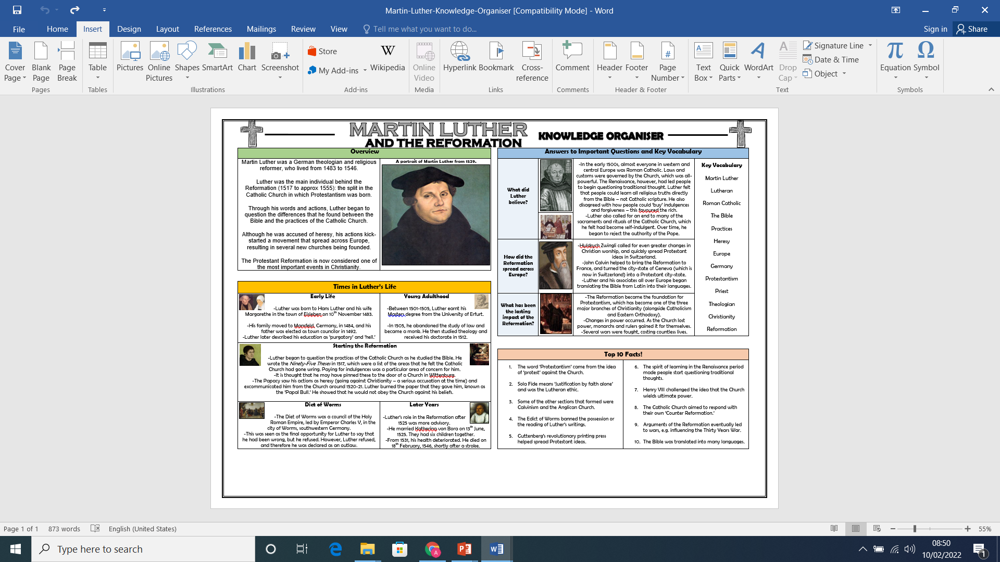 Martin-Luther-Knowledge-Organiser [Compatibility Mode] - Word
File
Home
Insert
Design
Layout
References
Mailings
Review
View
Tell me what you want to do...
Sign in
Share
Cover Page
Blank Page
Page Break
Pages
Table
Tables
Pictures
Online Pictures
Shapes
SmartArt
Chart
Screenshot
Illustrations
Store
My Add-ins
Wikipedia
Add-ins
Online Video
Media
Hyperlink
Bookmark
Cross-reference
Links
Comment
Comments
Header
Footer
Page Number
Header & Footer
Text Box
Quick Parts
WordArt
Drop Cap
Signature Line
Date & Time
Object
Text
Equation
Symbol
Symbols
MARTIN LUTHER
AND THE REFORMATION
KNOWLEDGE ORGANISER
Overview
Martin Luther was a German theologian and religious
reformer, who lived from 1483 to 1546.
Luther was the main individual behind the
Reformation (1517 to approx 1555): the split in the
Catholic Church in which Protestantism was born.
Through his words and actions, Luther began to
question the differences that he found between the
Bible and the practices of the Catholic Church.
Although he was accused of heresy, his actions kick-
started a movement that spread across Europe,
resulting in several new churches being founded.
The Protestant Reformation is now considered one of
the most important events in Christianity.
A portrait of Martin Luther from 1529.
Times in Luther's Life
Early Life
-Luther was born to Hans Luther and his wife
Margarethe in the town of Eisleben on 10th November 1483.
-His family moved to Mansfeld, Germany, in 1484, and his
father was elected as town councilor in 1492.
-Luther later described his education as 'purgatory' and 'hell.'
Young Adulthood
-Between 1501-1505, Luther earnt his
Masters degree from the University of Erfurt.
-In 1505, he abandoned the study of law and
became a monk. He then studied theology and
received his doctorate in 1512.
Starting the Reformation
-Luther began to question the practices of the Catholic Church as he studied the Bible. He
wrote the Ninety-Five Theses in 1517, which were a list of the areas that he felt the Catholic
Church had gone wring. Paying for indulgences was a particular area of concern for him.
-It is thought that he may have pinned these to the door of a Church in Wittenburg.
-The Papacy saw his actions as heresy (going against Christianity – a serious accusation at the time) and
excommunicated him from the Church around 1520-21. Luther burned the paper that they gave him, known as
the 'Papal Bull.' He showed that he would not obey the Church against his beliefs.
Diet of Worms
-The Diet of Worms was a council of the Holy
Roman Empire, led by Emperor Charles V, in the
city of Worms, southwestern Germany.
-This was seen as the final opportunity for Luther to say that
he had been wrong, but he refused. However, Luther refused,
and therefore he was declared as an outlaw.
Later Years
-Luther's role in the Reformation after
1525 was more advisory.
-He married Katherina von Bora on 13th June,
1525. They had six children together.
-From 1531, his health deteriorated. He died on
18th February, 1546, shortly after a stroke.
Answers to Important Questions and Key Vocabulary
What did
Luther
believe?
-In the early 1500s, almost everyone in western and
central Europe was Roman Catholic. Laws and
customs were governed by the Church, which was all-
powerful. The Renaissance, however, had led people
to begin questioning traditional thought. Luther felt
that people could learn all religious truths directly
from the Bible – not Catholic scripture. He also
disagreed with how people could 'buy' indulgences
and forgiveness – this favoured the rich.
-Luther also called for an end to many of the
sacraments and rituals of the Catholic Church, which
he felt had become self-indulgent. Over time, he
began to reject the authority of the Pope.
How did the
Reformation
spread across
Europe?
-Huldrych Zwingli called for even greater changes in
Christian worship, and quickly spread Protestant
ideas in Switzerland.
-John Calvin helped to bring the Reformation to
France, and turned the city-state of Geneva (which is
now in Switzerland) into a Protestant city-state.
-Luther and his associates all over Europe began
translating the Bible from Latin into their languages.
What has been
the lasting
impact of the
Reformation?
-The Reformation became the foundation for
Protestantism, which has become one of the three
major branches of Christianity (alongside Catholicism
and Eastern Orthodoxy).
-Changes in power occurred. As the Church lost
power, monarchs and rulers gained it for themselves.
-Several wars were fought, costing countless lives.
Key Vocabulary
Martin Luther
Lutheran
Roman Catholic
The Bible
Practices
Heresy
Europe
Germany
Protestantism
Priest
Theologian
Christianity
Reformation
Top 10 Facts!
1. The word 'Protestantism' came from the idea
of 'protest' against the Church.
2. Sola Fide means 'Justification by faith alone'
and was the Lutheran ethic.
3. Some of the other sections that formed were
Calvinism and the Anglican Church.
4. The Edict of Worms banned the possession or
the reading of Luther's writings.
5. Guttenberg's revolutionary printing press
helped spread Protestant ideas.
6. The spirit of learning in the Renaissance period
made people start questioning traditional
thoughts.
7. Henry VIII challenged the idea that the Church
wields ultimate power.
8. The Catholic Church aimed to respond with
their own 'Counter Reformation.'
9. Arguments of the Reformation eventually led
to wars, e.g. influencing the Thirty Years War.
10. The Bible was translated into many languages.
Page 1 of 1
873 words
English (United States)
55%
Type here to search
08:50
10/02/2022
1